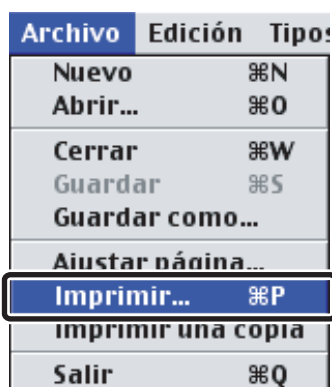 Archivo Edición Tipos
Nuevo ⌘N
Abrir... ⌘O
Cerrar ⌘W
Guardar ⌘S
Guardar como...
Ajustar página...
Imprimir... ⌘P
Imprimir una copia
Salir ⌘Q